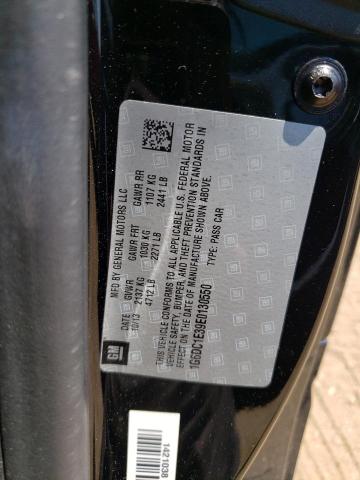 MFD BY GENERAL MOTORS LLC
DATE GVWR GAWR FRT GAWR RR
10/13 2137 KG 1030 KG 1107 KG
4712 LB 2271 LB 2441 LB
THIS VEHICLE CONFORMS TO ALL APPLICABLE U.S. FEDERAL MOTOR
VEHICLE SAFETY, BUMPER, AND THEFT PREVENTION STANDARDS IN
EFFECT ON THE DATE OF MANUFACTURE SHOWN ABOVE.
1G6DC1E39E0130550 TYPE: PASS CAR
GM
1421038